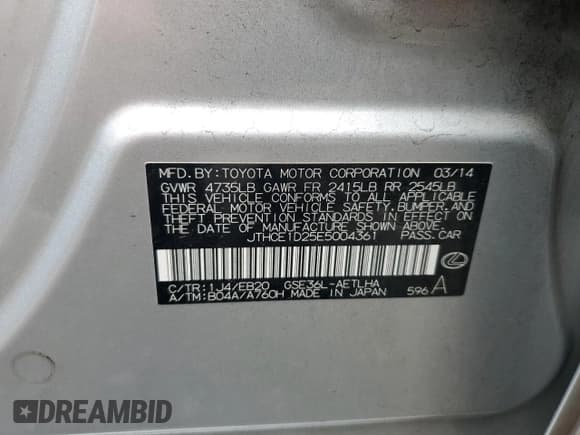 MFD. BY: TOYOTA MOTOR CORPORATION 03/14
GVWR 4735LB GAWR FR 2415LB RR 2545LB
THIS VEHICLE CONFORMS TO ALL APPLICABLE
FEDERAL MOTOR VEHICLE SAFETY, BUMPER, AND
THEFT PREVENTION STANDARDS IN EFFECT ON
THE DATE OF MANUFACTURE SHOWN ABOVE.
JTHCE1D25E5004361 PASS.CAR
C/TR:1J4/EB20 GSE36L-AETLHA
A/TM:B04A/A760H MADE IN JAPAN 596 A
DREAMBID